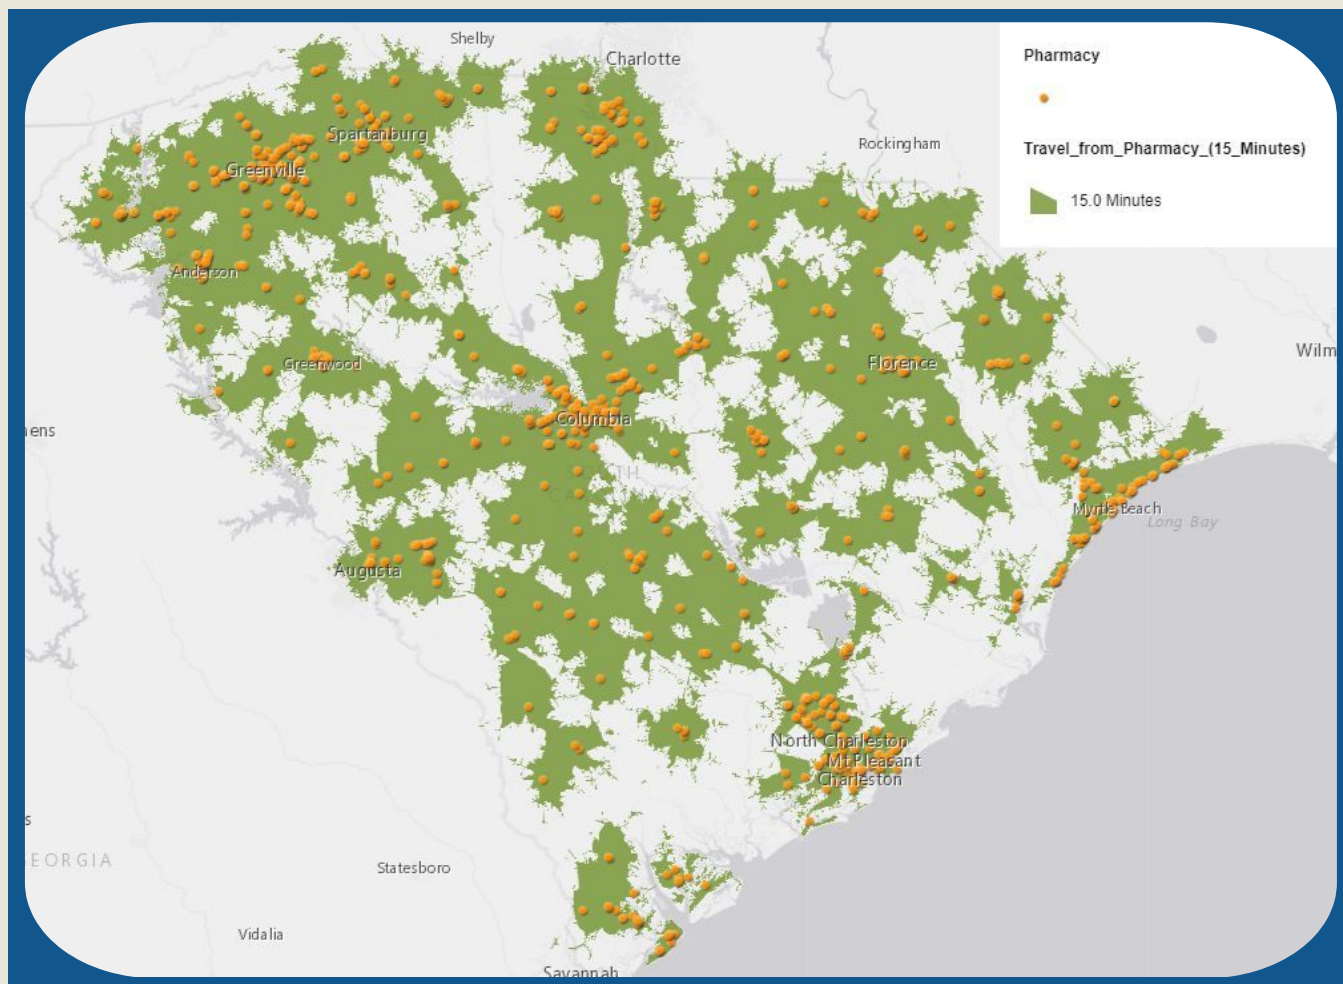 Shelby
Charlotte
Pharmacy
Travel_from_Pharmacy_(15_Minutes)
15.0 Minutes
Rockingham
Spartanburg
Greenville
Anderson
Greenwood
Florence
Wilm
Columbia
ens
SOUTH
Myrtle Beach
Long Bay
Augusta
North Charleston
Mt Pleasant
Charleston
s
EORGIA
Statesboro
Vidalia
Savannah